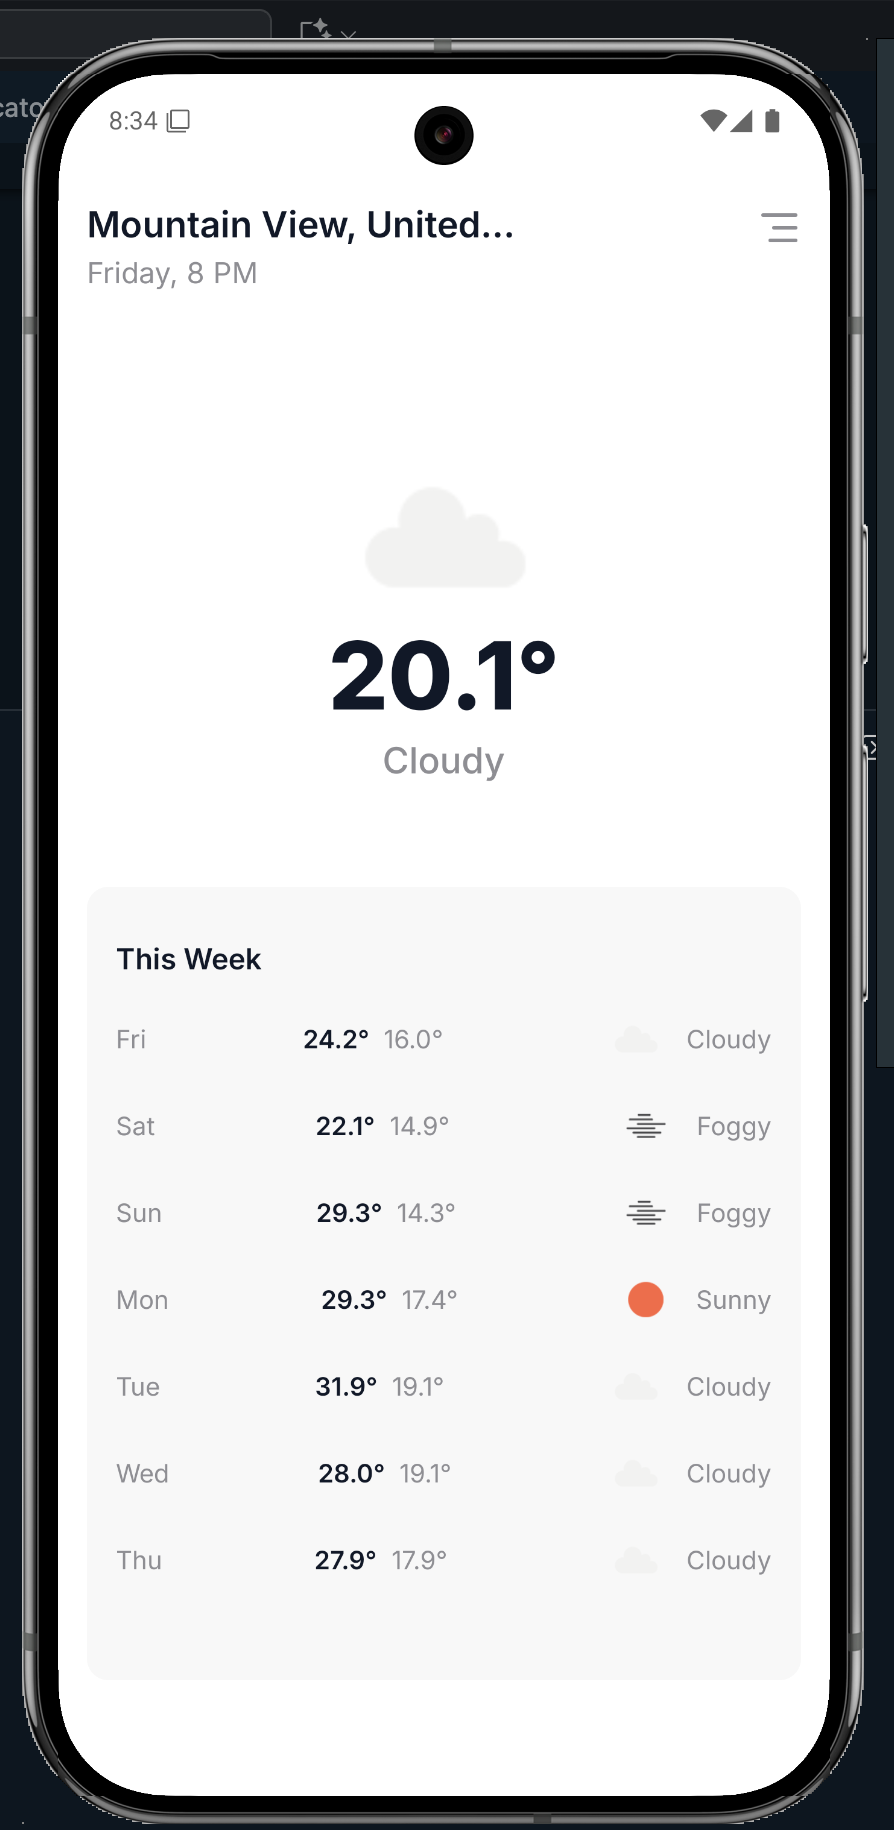 cato
8:34
Mountain View, United...
Friday, 8 PM
20.1°
Cloudy
This Week
Fri 24.2° 16.0° Cloudy
Sat 22.1° 14.9° Foggy
Sun 29.3° 14.3° Foggy
Mon 29.3° 17.4° Sunny
Tue 31.9° 19.1° Cloudy
Wed 28.0° 19.1° Cloudy
Thu 27.9° 17.9° Cloudy